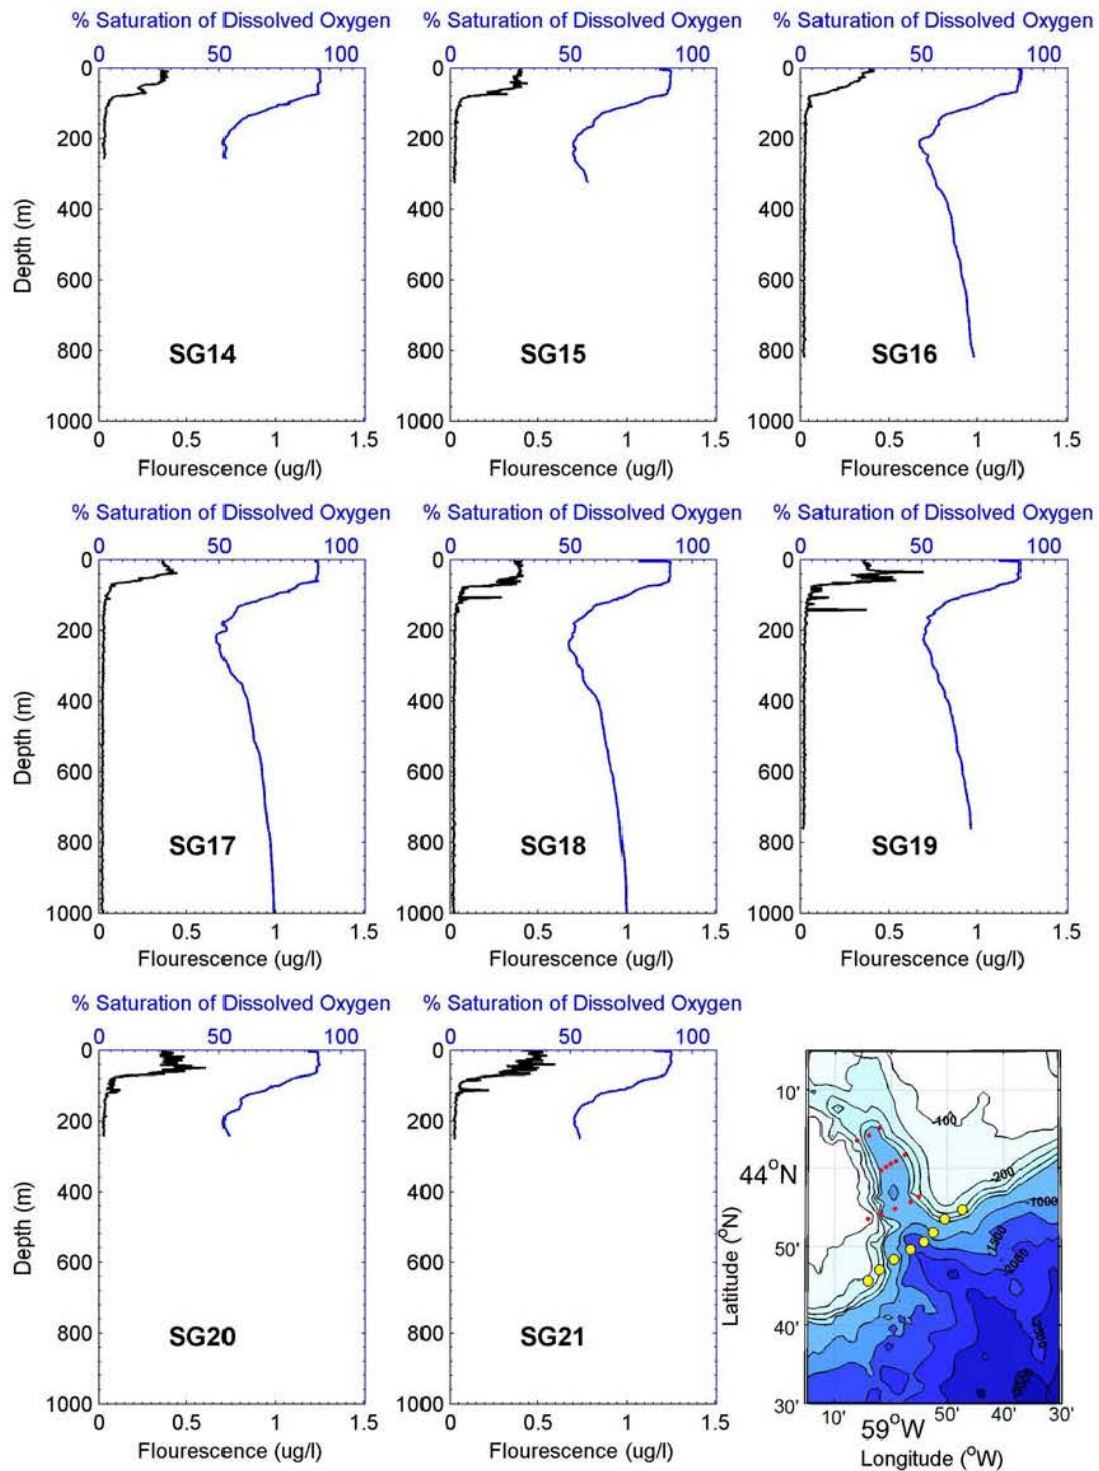 % Saturation of Dissolved Oxygen % Saturation of Dissolved Oxygen % Saturation of Dissolved Oxygen
0 50 100 0 50 100 0 50 100
0 0 0
200 200 200
400 400 400
Depth (m)
600 600 600
800 SG14 800 SG15 800 SG16
1000 1000 1000
0 0.5 1 1.5 0 0.5 1 1.5 0 0.5 1 1.5
Flourescence (ug/l) Flourescence (ug/l) Flourescence (ug/l)
% Saturation of Dissolved Oxygen % Saturation of Dissolved Oxygen % Saturation of Dissolved Oxygen
0 50 100 0 50 100 0 50 100
0 0 0
200 200 200
400 400 400
Depth (m)
600 600 600
800 SG17 800 SG18 800 SG19
1000 1000 1000
0 0.5 1 1.5 0 0.5 1 1.5 0 0.5 1 1.5
Flourescence (ug/l) Flourescence (ug/l) Flourescence (ug/l)
% Saturation of Dissolved Oxygen % Saturation of Dissolved Oxygen
0 50 100 0 50 100
0 0
200 200
400 400
Depth (m)
600 600
800 SG20 800 SG21
1000 1000
0 0.5 1 1.5 0 0.5 1 1.5
Flourescence (ug/l) Flourescence (ug/l)
10'
-100
44°N
-200
-1000
50'
-1500
-2000
Latitude (°N)
40'
30'
10' 59°W 50' 40' 30'
Longitude (°W)